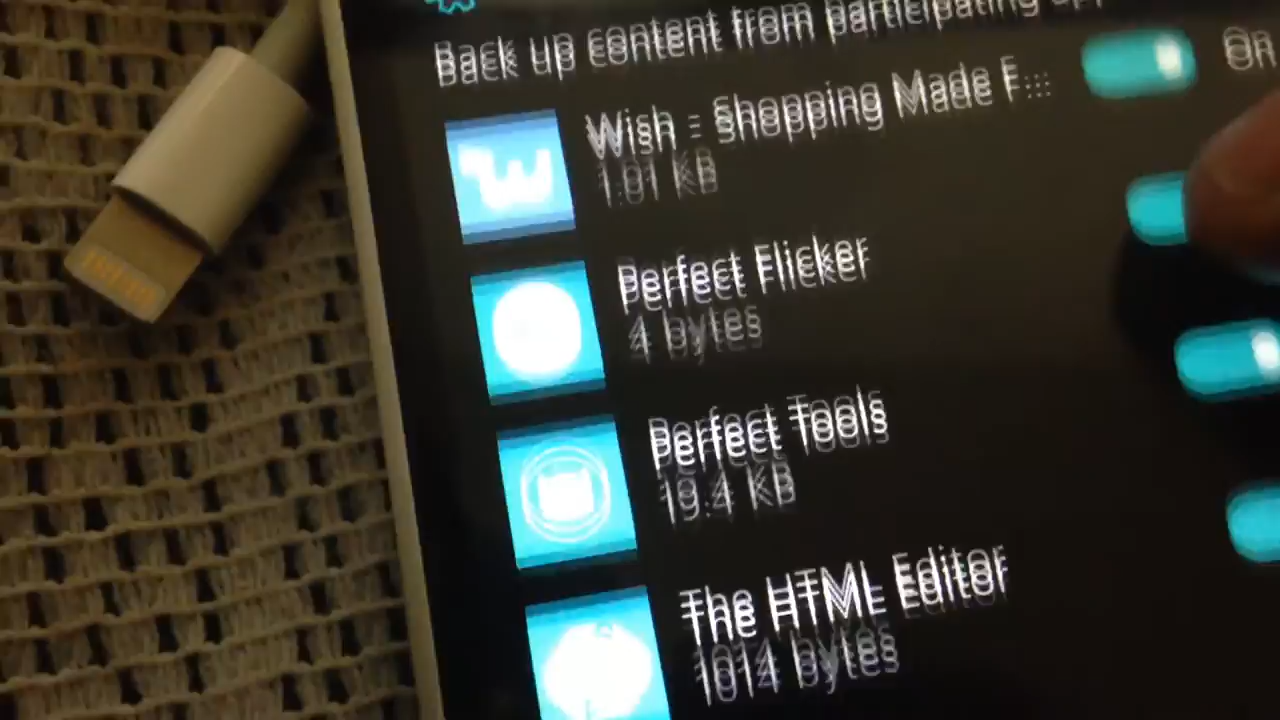 Back up content from participating
On
Wish - Shopping Made F...
1.01 KB
Perfect Flicker
4 bytes
Perfect Tools
19.4 KB
The HTML Editor
1014 bytes